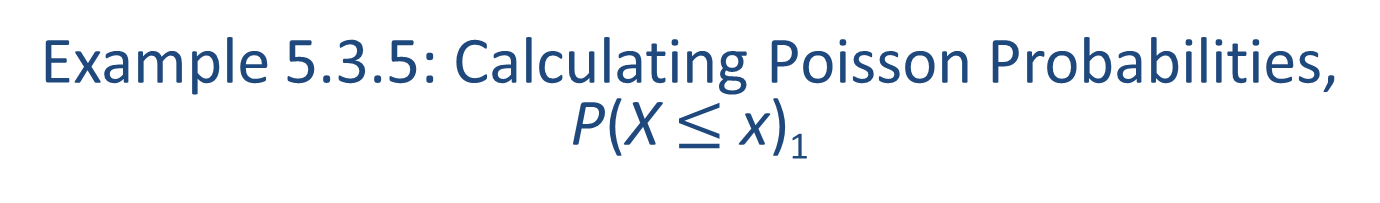 Example 5.3.5: Calculating Poisson Probabilities,
P(X ≤ x)₁